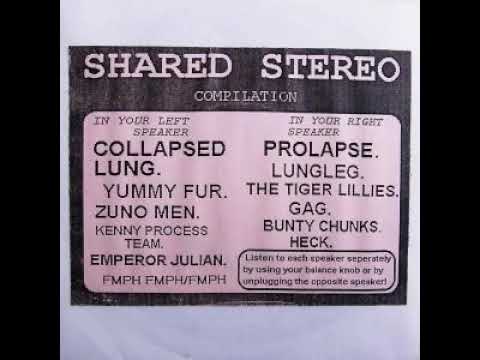 SHARED STEREO
COMPILATION
IN YOUR LEFT
SPEAKER
COLLAPSED
LUNG.
YUMMY FUR.
ZUNO MEN.
KENNY PROCESS
TEAM.
EMPEROR JULIAN.
FMPH FMPH/FMPH
IN YOUR RIGHT
SPEAKER
PROLAPSE.
LUNGLEG.
THE TIGER LILLIES.
GAG.
BUNTY CHUNKS.
HECK.
Listen to each speaker seperately
by using your balance knob or by
unplugging the opposite speaker!